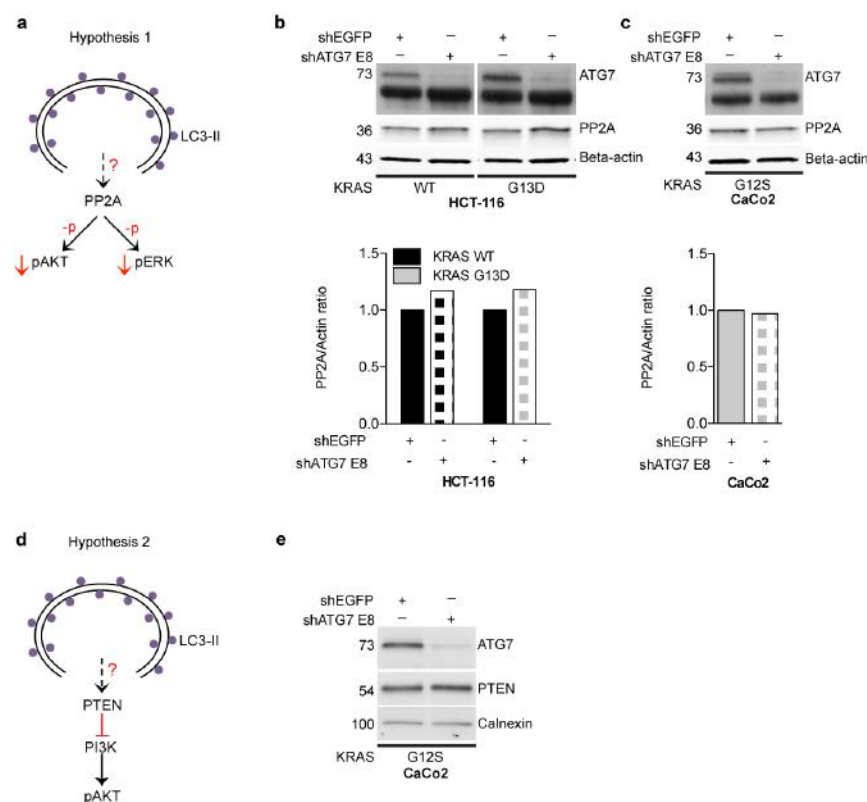 a
Hypothesis 1
LC3-II
?
PP2A
-p -p
pAKT pERK
b
shEGFP + – + –
shATG7 E8 – + – +
73 ATG7
36 PP2A
43 Beta-actin
KRAS WT G13D
HCT-116
1.5
1.0
0.5
0.0
PP2A/Actin ratio
KRAS WT
KRAS G13D
shEGFP + - + -
shATG7 E8 - + - +
HCT-116
c
shEGFP + –
shATG7 E8 – +
73 ATG7
36 PP2A
43 Beta-actin
KRAS G12S
CaCo2
1.5
1.0
0.5
0.0
PP2A/Actin ratio
shEGFP + -
shATG7 E8 - +
CaCo2
d
Hypothesis 2
LC3-II
?
PTEN
PI3K
pAKT
e
shEGFP + –
shATG7 E8 – +
73 ATG7
54 PTEN
100 Calnexin
KRAS G12S
CaCo2